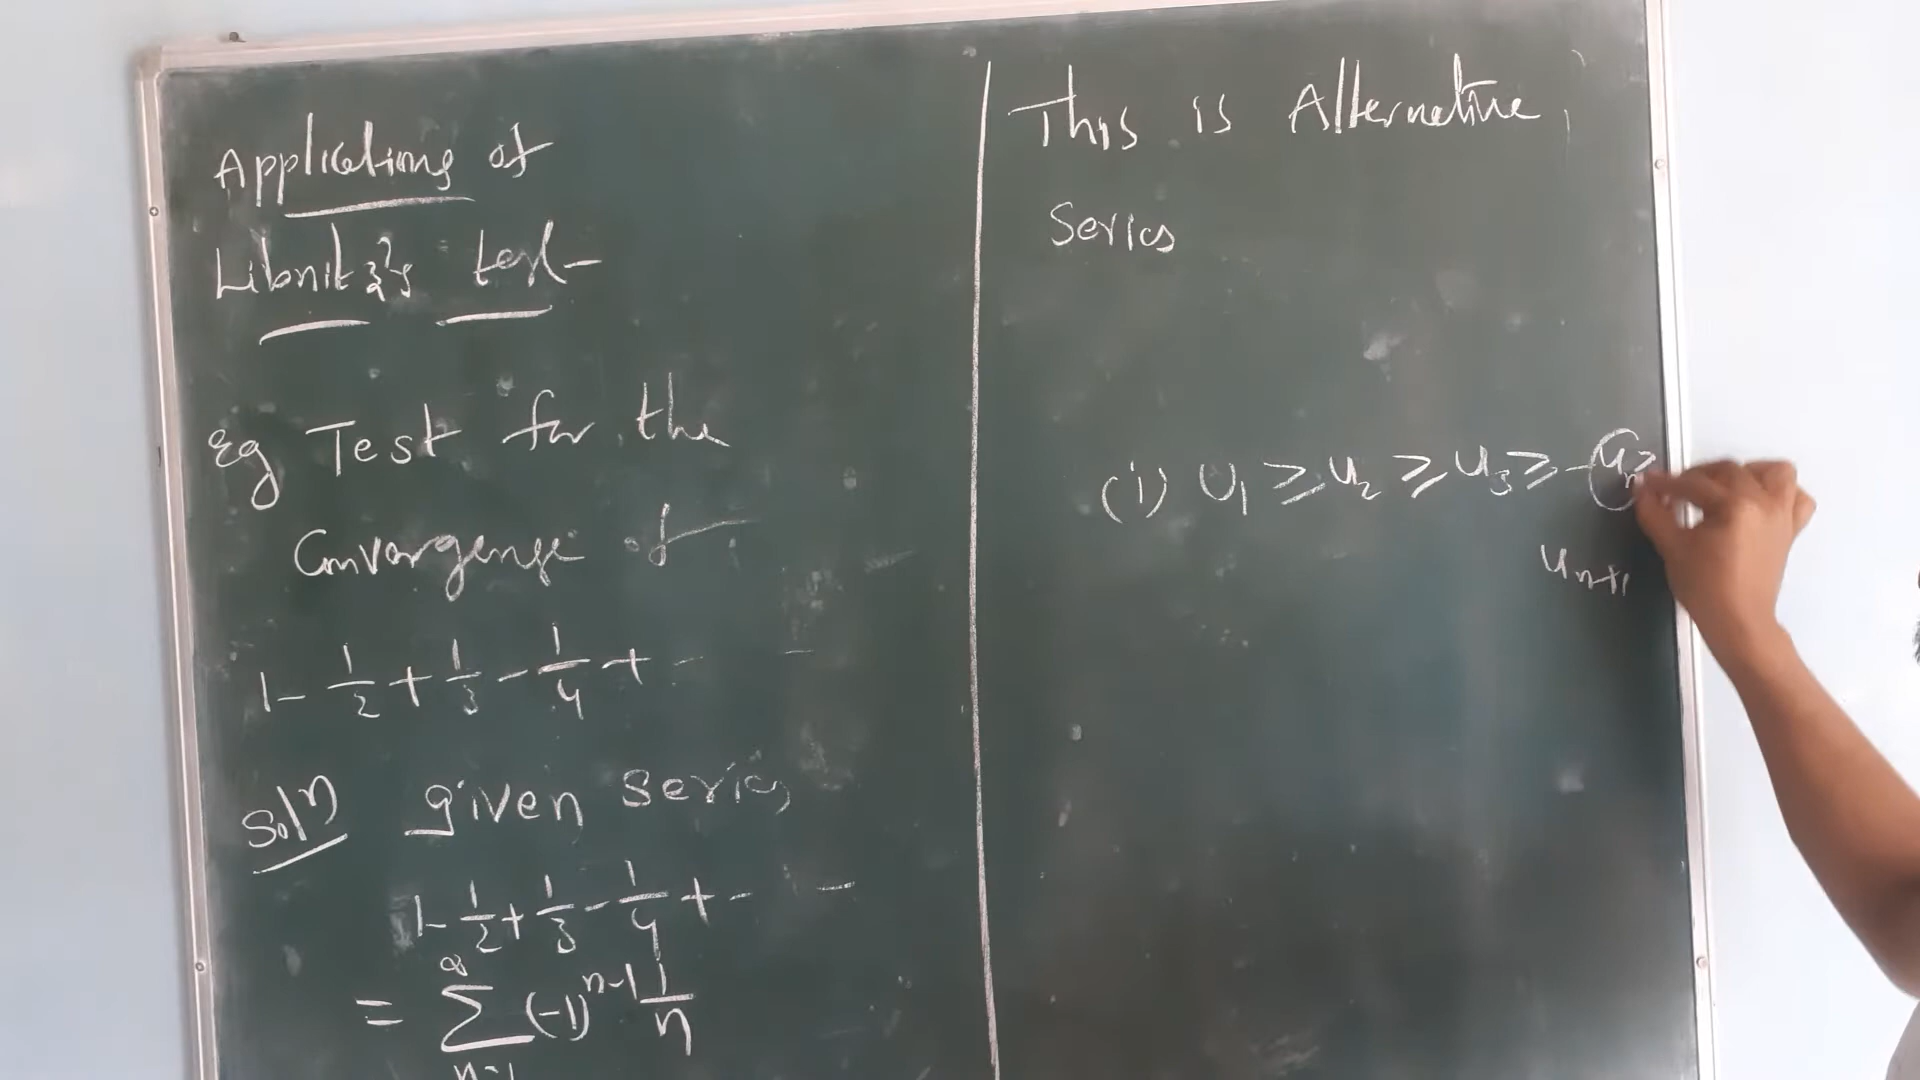 Applications of
Libnitz's test
Eg Test for the
Convergence of
1 - 1/2 + 1/3 - 1/4 + - -
Soln given series
1 - 1/2 + 1/3 - 1/4 + - -
= ∑_{n=1}^{∞} (-1)^{n-1} 1/n
This is Alternative
Series
(i) U₁ ≥ U₂ ≥ U₃ ≥ - Uₙ ≥
Uₙ₊₁